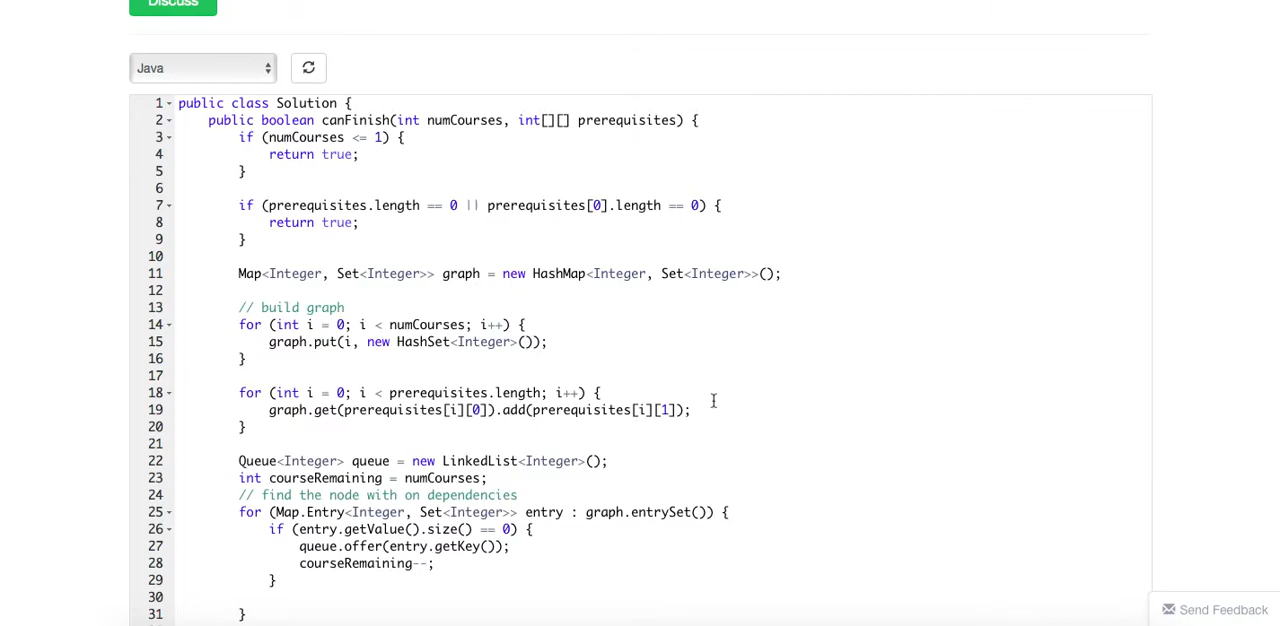 Discuss
Java
1 public class Solution {
2 public boolean canFinish(int numCourses, int[][] prerequisites) {
3 if (numCourses <= 1) {
4 return true;
5 }
6
7 if (prerequisites.length == 0 || prerequisites[0].length == 0) {
8 return true;
9 }
10
11 Map<Integer, Set<Integer>> graph = new HashMap<Integer, Set<Integer>>();
12
13 // build graph
14 for (int i = 0; i < numCourses; i++) {
15 graph.put(i, new HashSet<Integer>());
16 }
17
18 for (int i = 0; i < prerequisites.length; i++) {
19 graph.get(prerequisites[i][0]).add(prerequisites[i][1]);
20 }
21
22 Queue<Integer> queue = new LinkedList<Integer>();
23 int courseRemaining = numCourses;
24 // find the node with on dependencies
25 for (Map.Entry<Integer, Set<Integer>> entry : graph.entrySet()) {
26 if (entry.getValue().size() == 0) {
27 queue.offer(entry.getKey());
28 courseRemaining--;
29 }
30
31 }
Send Feedback